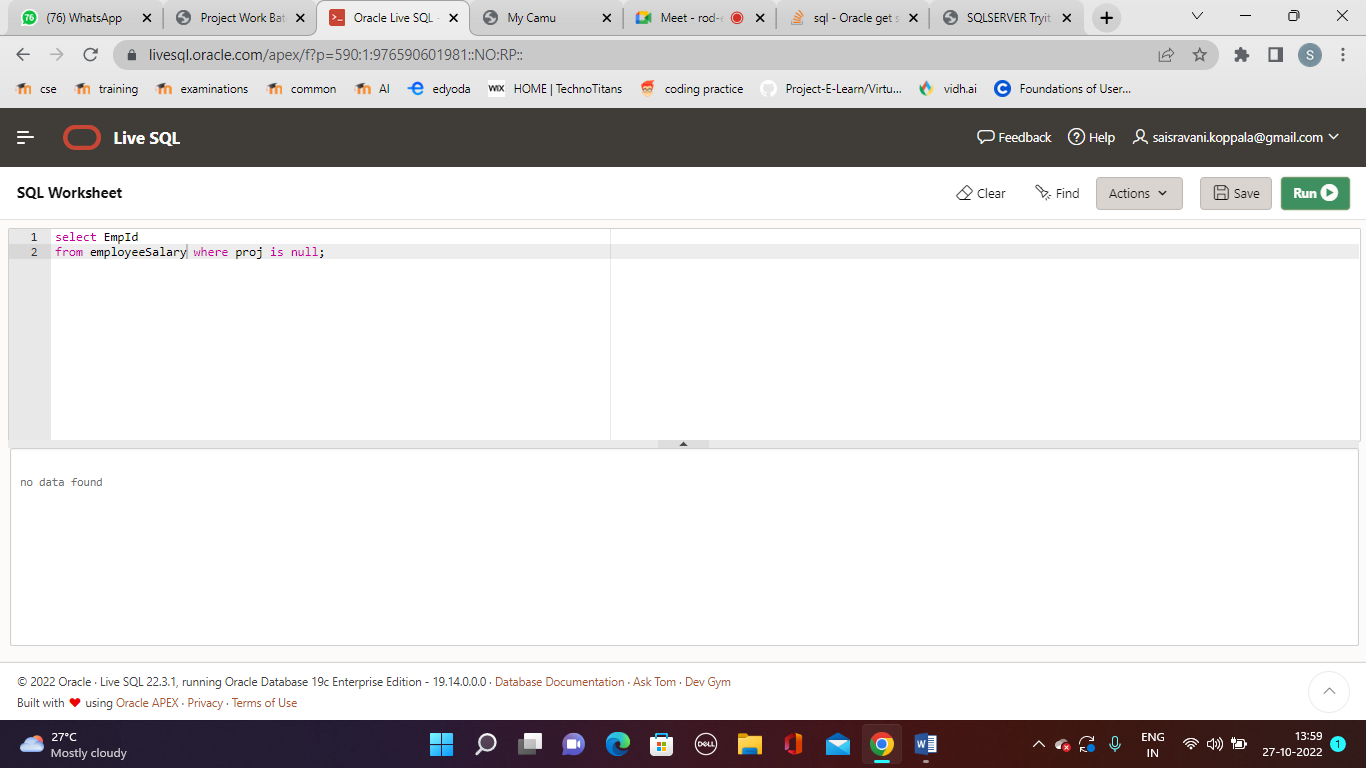 (76) WhatsApp
Project Work Bat
Oracle Live SQL -
My Camu
Meet - rod-e
sql - Oracle get s
SQLSERVER Tryit
livesql.oracle.com/apex/f?p=590:1:976590601981::NO:RP::
S
cse
training
examinations
common
AI
edyoda
WIX HOME | TechnoTitans
coding practice
Project-E-Learn/Virtu...
vidh.ai
Foundations of User...
Live SQL
Feedback
Help
saisravani.koppala@gmail.com
SQL Worksheet
Clear
Find
Actions
Save
Run
1 select EmpId
2 from employeeSalary where proj is null;
no data found
© 2022 Oracle · Live SQL 22.3.1, running Oracle Database 19c Enterprise Edition - 19.14.0.0.0 · Database Documentation · Ask Tom · Dev Gym
Built with ❤ using Oracle APEX · Privacy · Terms of Use
27°C
Mostly cloudy
DELL
ENG
IN
13:59
27-10-2022
1